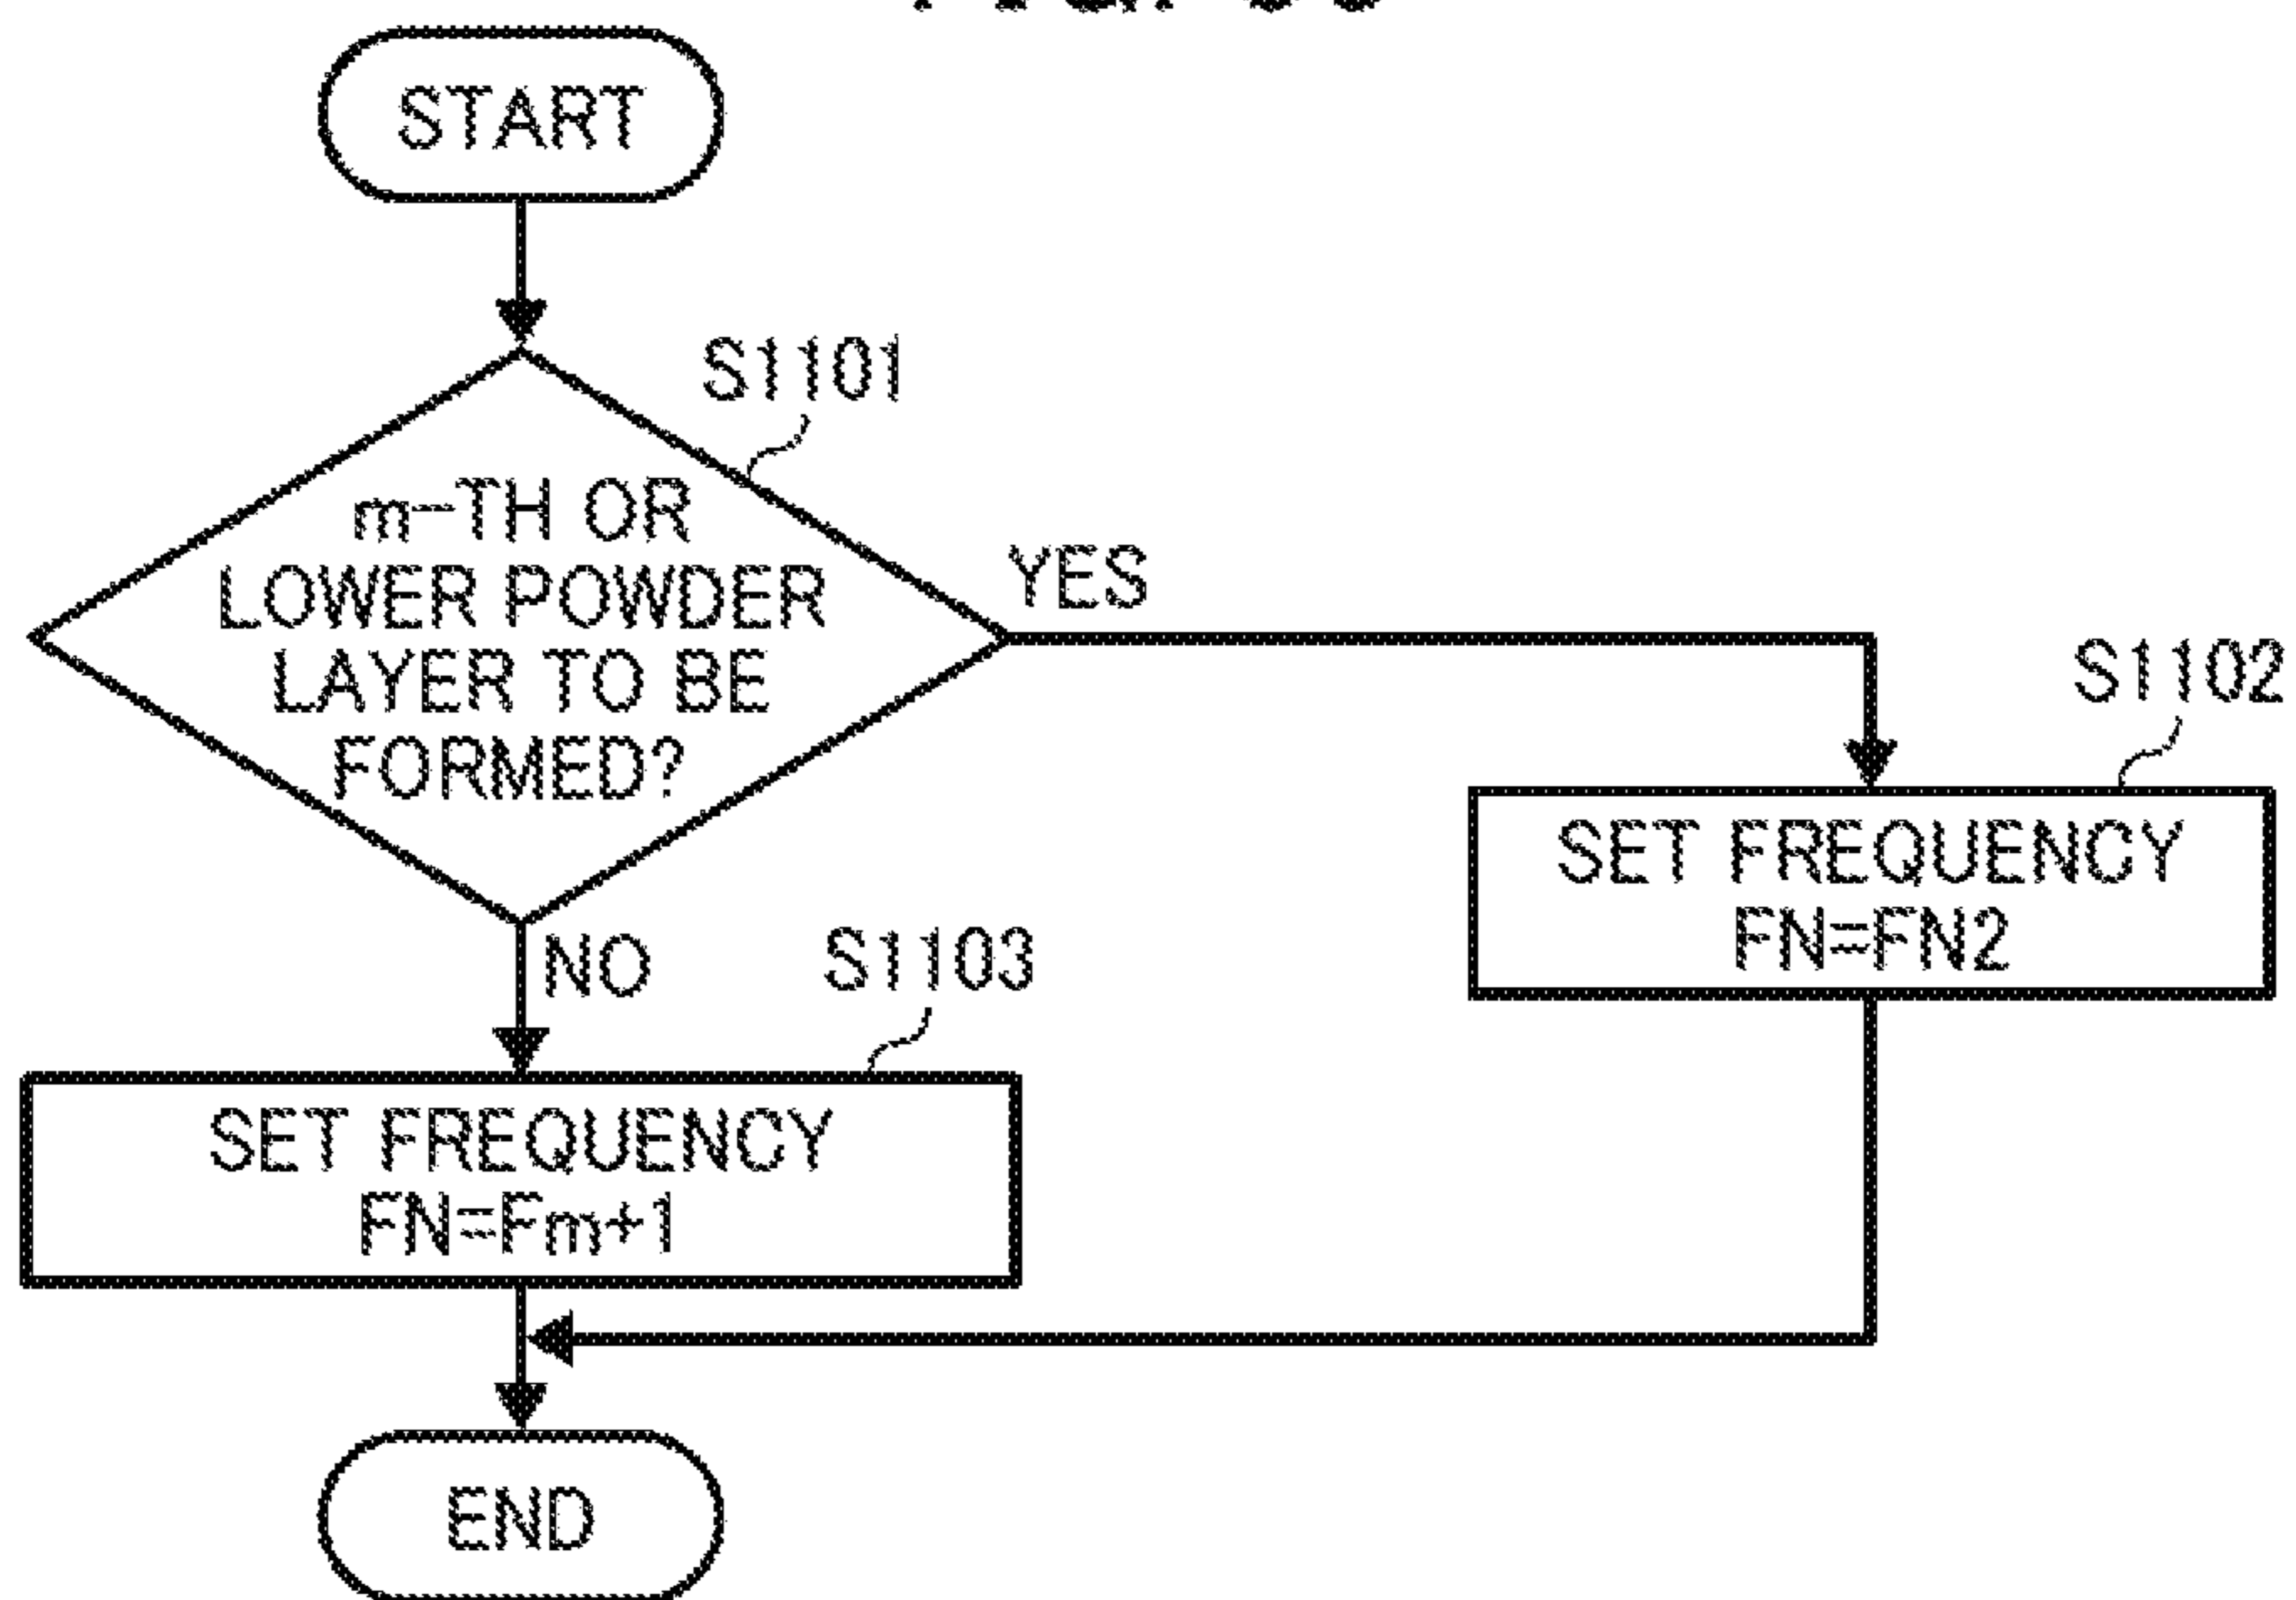 START
S1101
m-TH OR
LOWER POWDER
LAYER TO BE
FORMED?
YES
S1102
SET FREQUENCY
FN=FN2
NO
S1103
SET FREQUENCY
FN=Fm+1
END